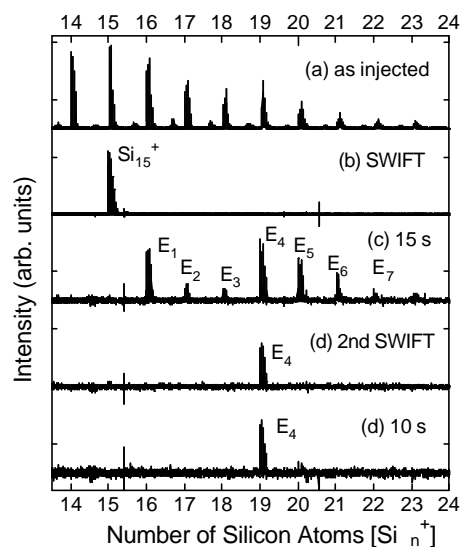 14 15 16 17 18 19 20 21 22 23 24
(a) as injected
Si15+
(b) SWIFT
(c) 15 s
E1 E2 E3 E4 E5 E6 E7
(d) 2nd SWIFT
E4
(d) 10 s
E4
14 15 16 17 18 19 20 21 22 23 24
Number of Silicon Atoms [Si n+]
Intensity (arb. units)